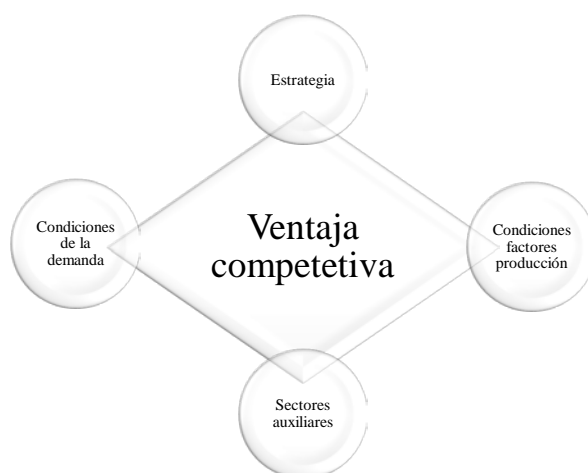 Estrategia
Condiciones
de la
demanda
Ventaja
competetiva
Condiciones
factores
producción
Sectores
auxiliares